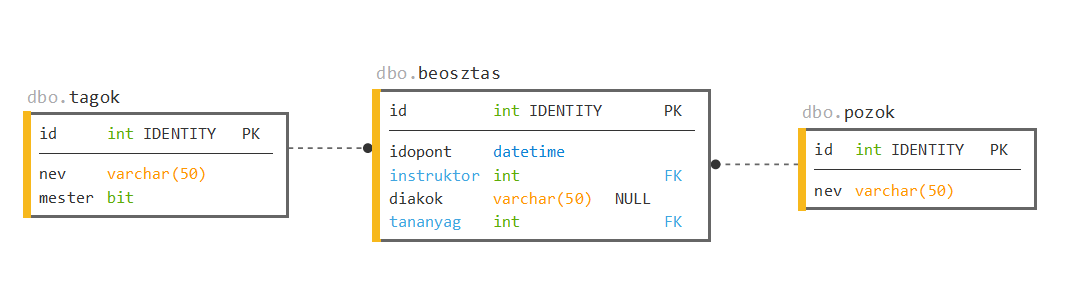 dbo.tagok
id int IDENTITY PK
nev varchar(50)
mester bit
dbo.beosztas
id int IDENTITY PK
idopont datetime
instruktor int FK
diakok varchar(50) NULL
tananyag int FK
dbo.pozok
id int IDENTITY PK
nev varchar(50)